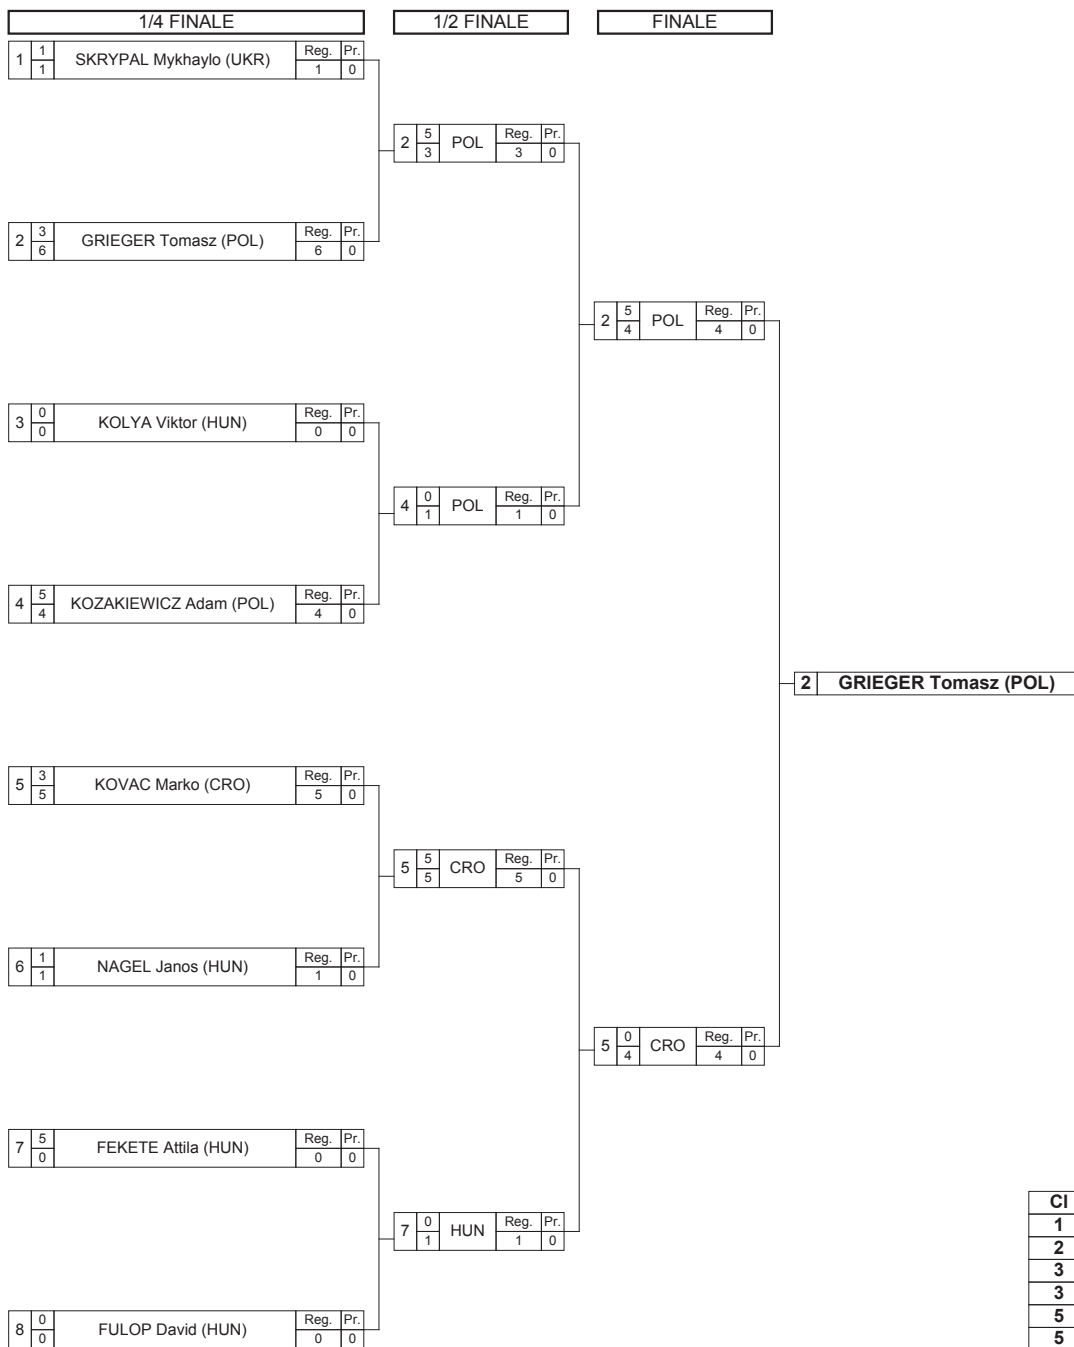 1/4 FINALE 1/2 FINALE FINALE
1 1 1 SKRYPAL Mykhaylo (UKR) Reg. Pr. 1 0
2 5 3 POL Reg. Pr. 3 0
2 3 6 GRIEGER Tomasz (POL) Reg. Pr. 6 0
2 5 4 POL Reg. Pr. 4 0
3 0 0 KOLYA Viktor (HUN) Reg. Pr. 0 0
4 0 1 POL Reg. Pr. 1 0
4 5 4 KOZAKIEWICZ Adam (POL) Reg. Pr. 4 0
2 GRIEGER Tomasz (POL)
5 3 5 KOVAC Marko (CRO) Reg. Pr. 5 0
5 5 5 CRO Reg. Pr. 5 0
6 1 1 NAGEL Janos (HUN) Reg. Pr. 1 0
5 0 4 CRO Reg. Pr. 4 0
7 5 0 FEKETE Attila (HUN) Reg. Pr. 0 0
7 0 1 HUN Reg. Pr. 1 0
8 0 0 FULOP David (HUN) Reg. Pr. 0 0
Cl
1
2
3
3
5
5